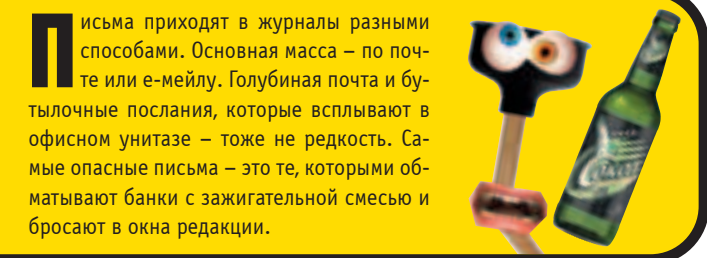 Письма приходят в журналы разными
способами. Основная масса – по поч-
те или е-мейлу. Голубиная почта и бу-
тылочные послания, которые всплывают в
офисном унитазе – тоже не редкость. Са-
мые опасные письма – это те, которыми об-
матывают банки с зажигательной смесью и
бросают в окна редакции.